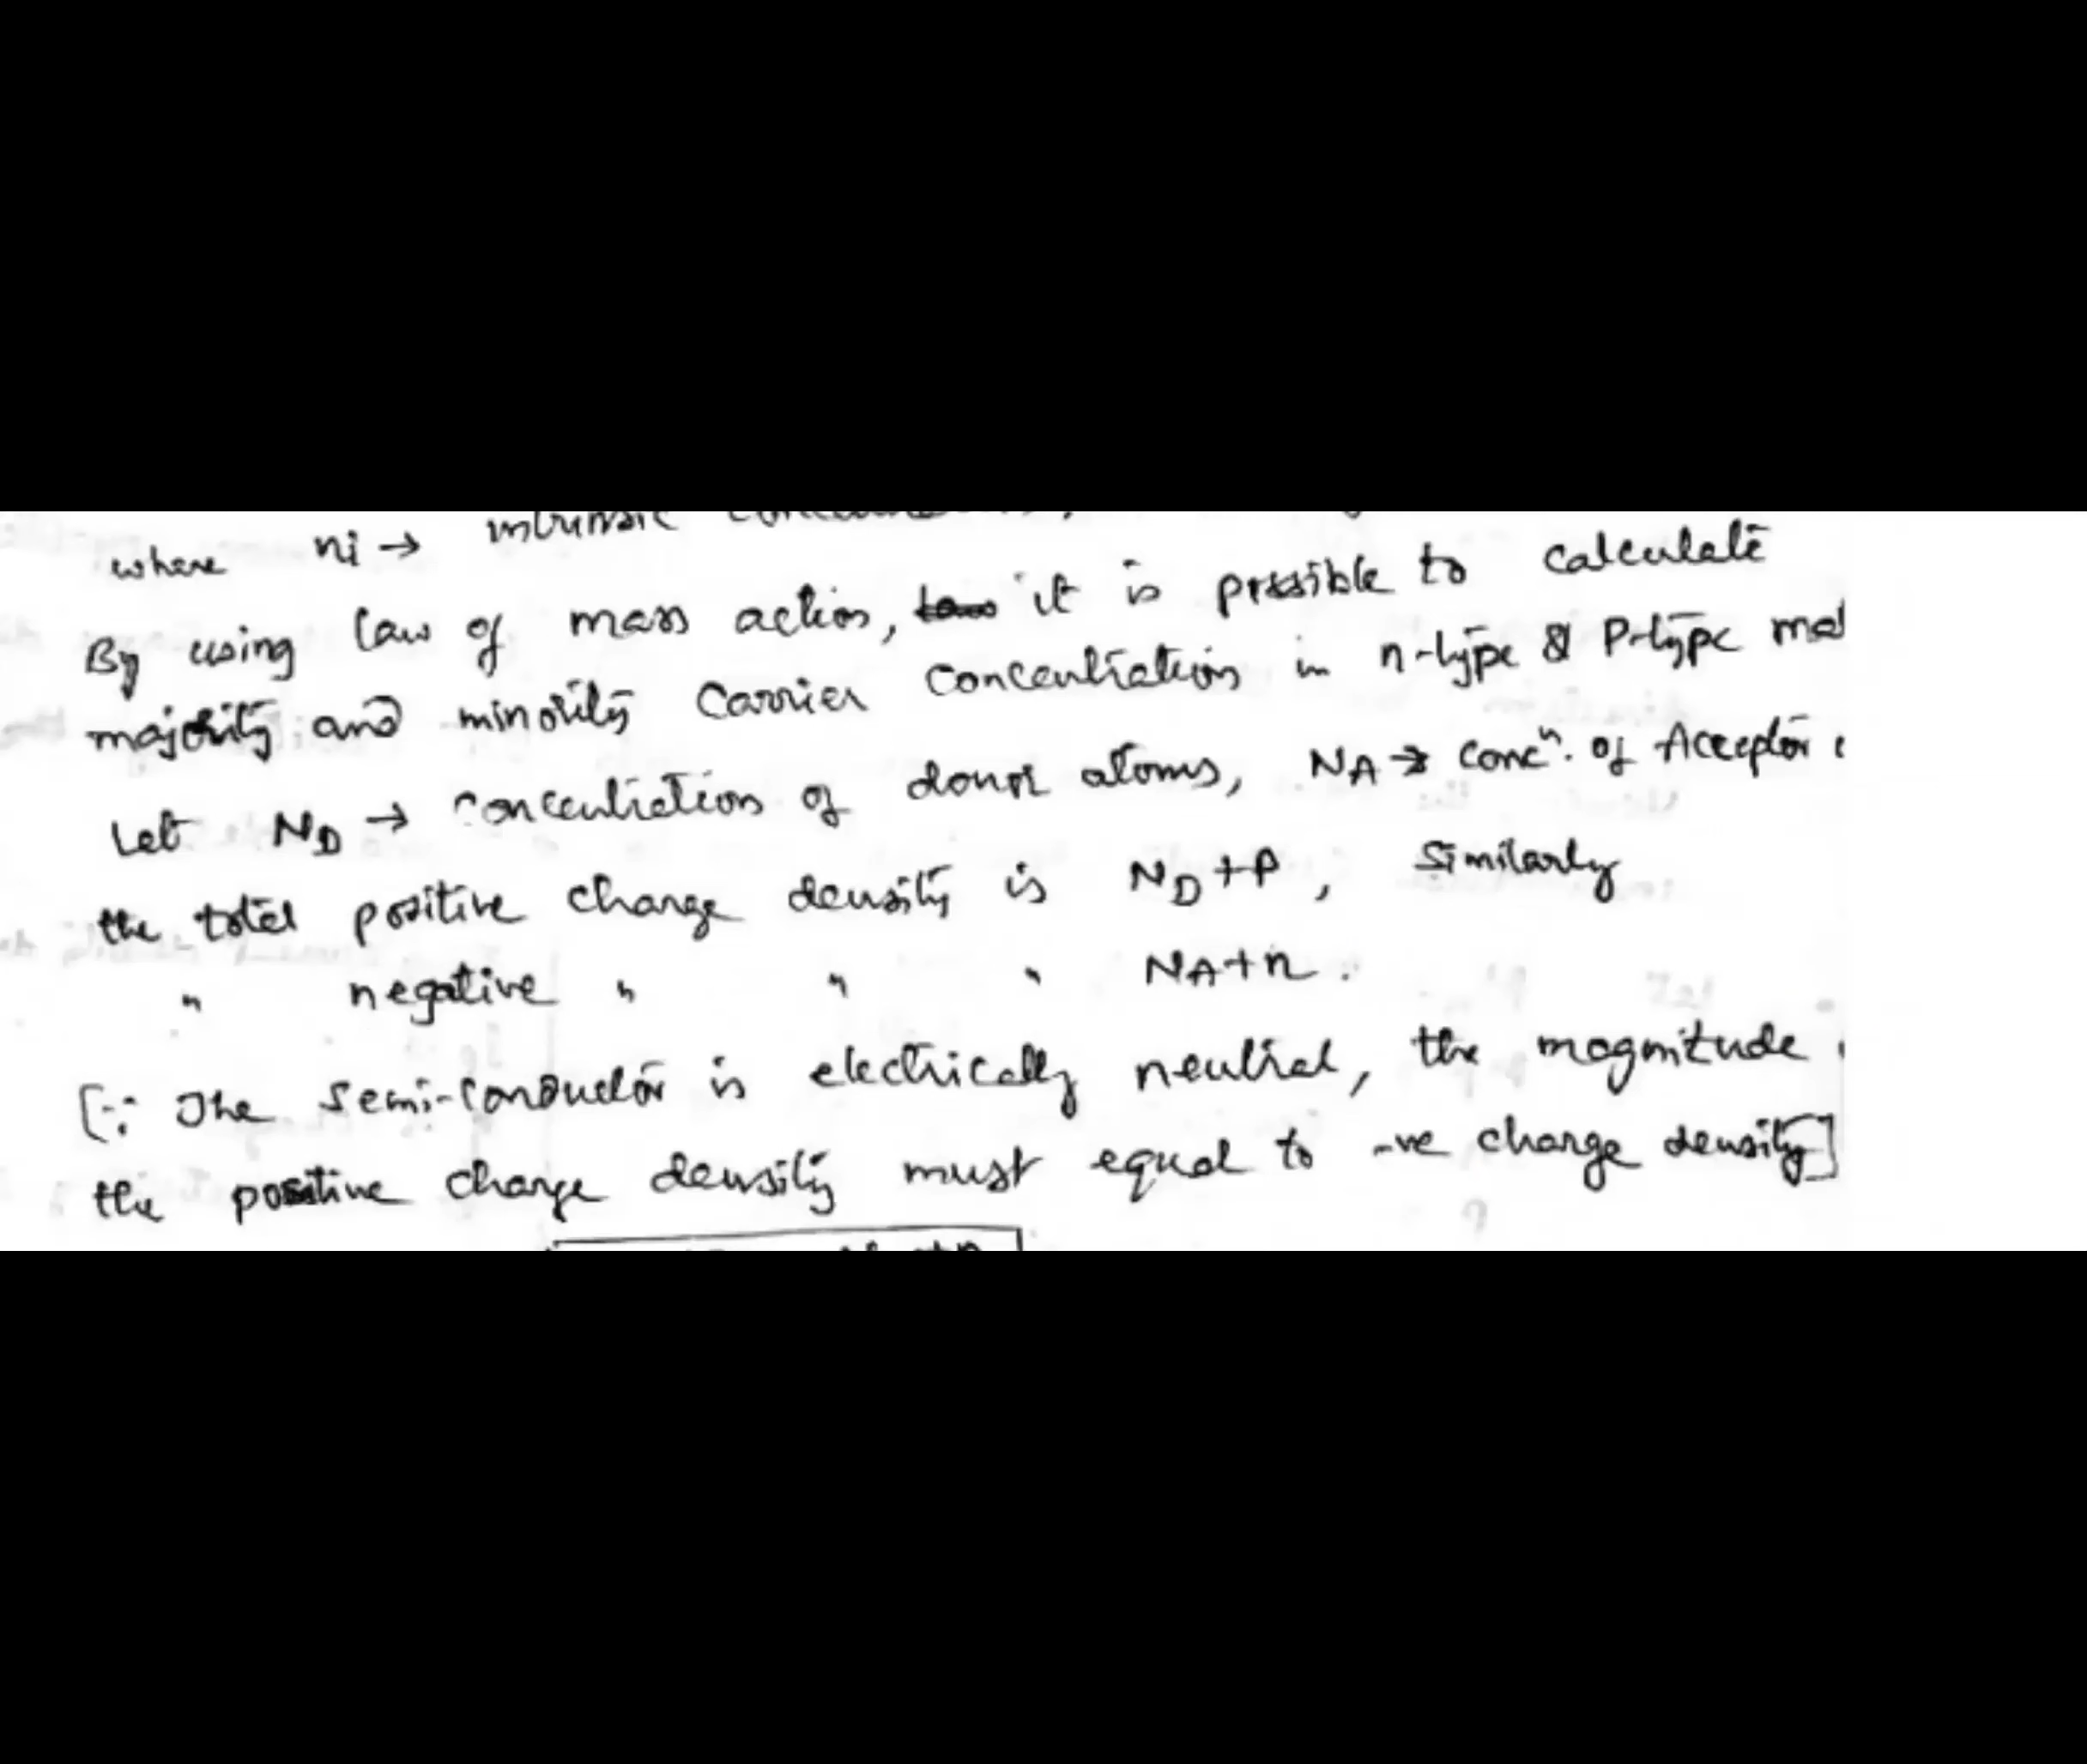 where ni → intrinsic
By using law of mass action, it is possible to calculate
majority and minority carrier concentration in n-type & P-type mat
Let ND → concentration of donor atoms, NA → concⁿ. of Acceptor
the total positive charge density is ND+P, Similarly
" negative " " " NA+n.
[∵ The semi-conductor is electrically neutral, the magnitude
the positive charge density must equal to -ve charge density]